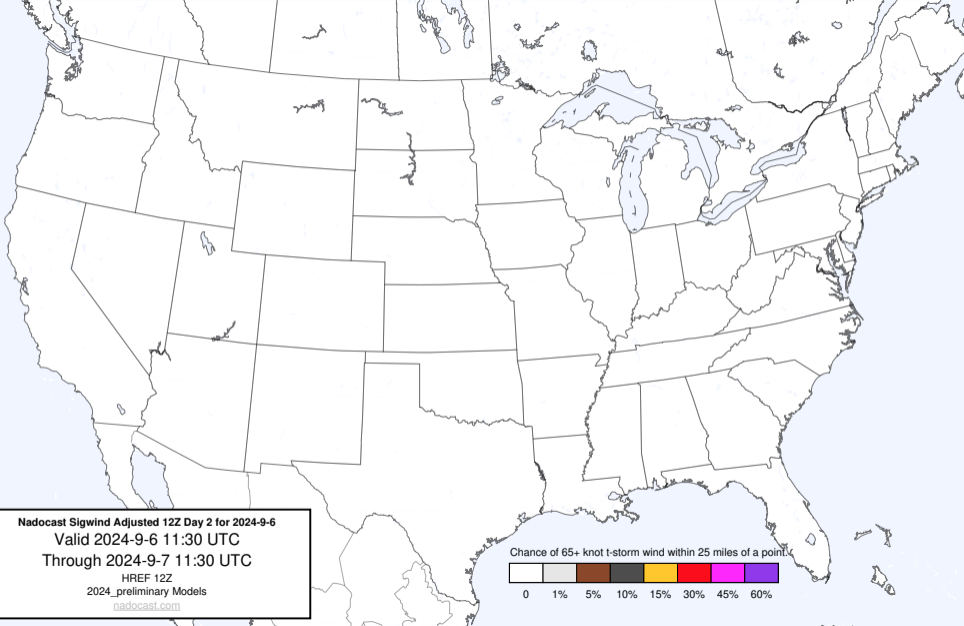 Nadocast Sigwind Adjusted 12Z Day 2 for 2024-9-6
Valid 2024-9-6 11:30 UTC
Through 2024-9-7 11:30 UTC
HREF 12Z
2024_preliminary Models
nadocast.com
Chance of 65+ knot t-storm wind within 25 miles of a point.
0 1% 5% 10% 15% 30% 45% 60%